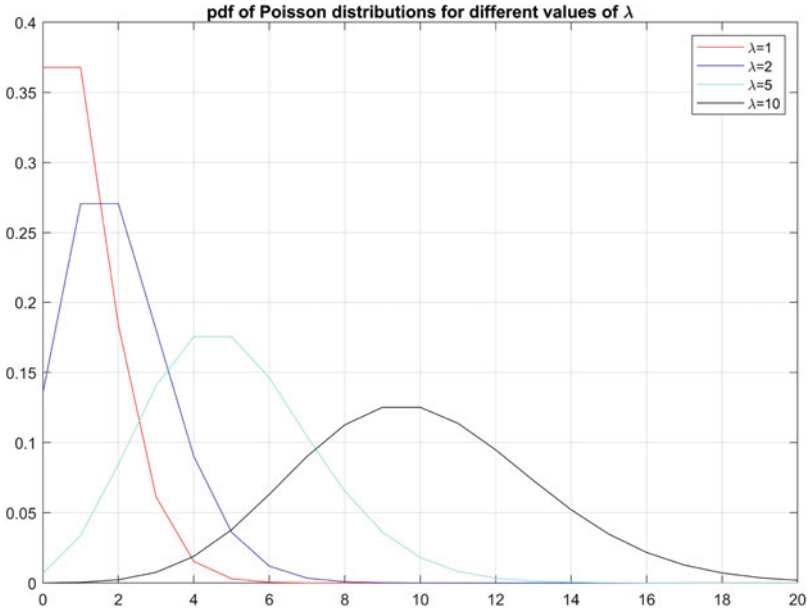 pdf of Poisson distributions for different values of λ
0.4
0.35
0.3
0.25
0.2
0.15
0.1
0.05
0
λ=1
λ=2
λ=5
λ=10
0 2 4 6 8 10 12 14 16 18 20